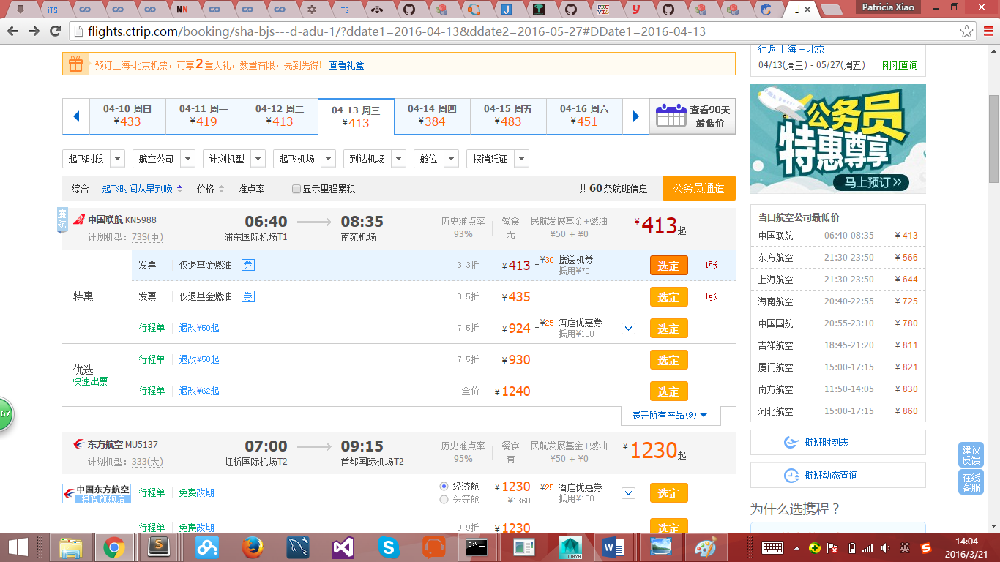 iTS
NN
iTS
J
PKU VIS
Patricia Xiao
flights.ctrip.com/booking/sha-bjs---d-adu-1/?ddate1=2016-04-13&ddate2=2016-05-27#DDate1=2016-04-13
预订上海-北京机票，可享2重大礼，数量有限，先到先得！ 查看礼盒
往返 上海 – 北京
04/13(周三) - 05/27(周五) 刚刚查询
04-10 周日 04-11 周一 04-12 周二 04-13 周三 04-14 周四 04-15 周五 04-16 周六 查看90天
¥433 ¥419 ¥413 ¥413 ¥384 ¥483 ¥451 最低价
公务员
特惠尊享
马上预订 >>
起飞时段 航空公司 计划机型 起飞机场 到达机场 舱位 报销凭证
综合 起飞时间从早到晚 价格 准点率 显示里程累积 共 60 条航班信息 公务员通道
廉航
中国联航 KN5988 06:40 08:35 历史准点率 餐食 民航发展基金+燃油 ¥413起
计划机型：73S(中) 浦东国际机场T1 南苑机场 93% 无 ¥50 + ¥0
特惠
发票 仅退基金燃油 券 3.3折 ¥413 +¥30 接送机券 抵用¥70 选定 1张
发票 仅退基金燃油 券 3.5折 ¥435 选定 1张
行程单 退改¥50起 7.5折 ¥924 +¥25 酒店优惠券 抵用¥100 选定
优选
快速出票
行程单 退改¥50起 7.5折 ¥930 选定
行程单 退改¥62起 全价 ¥1240 选定
展开所有产品(9)
东方航空 MU5137 07:00 09:15 历史准点率 餐食 民航发展基金+燃油 ¥1230起
计划机型：333(大) 虹桥国际机场T2 首都国际机场T2 95% 有 ¥50 + ¥0
中国东方航空
携程旗舰店
行程单 免费改期 经济舱 ¥1230 +¥25 酒店优惠券 选定
头等舱 ¥1360 抵用¥100
行程单 免费改期 9.9折 ¥1230 选定
当日航空公司最低价
中国联航 06:40-08:35 ¥ 413
东方航空 21:30-23:50 ¥ 566
上海航空 21:30-23:50 ¥ 644
海南航空 20:40-22:55 ¥ 725
中国国航 20:55-23:10 ¥ 780
吉祥航空 18:45-21:20 ¥ 811
厦门航空 15:00-17:15 ¥ 821
南方航空 11:50-14:05 ¥ 830
河北航空 15:00-17:15 ¥ 860
航班时刻表
航班动态查询
为什么选携程？
建议
反馈
在线
客服
67
C:\_
MAYA
英
14:04
2016/3/21